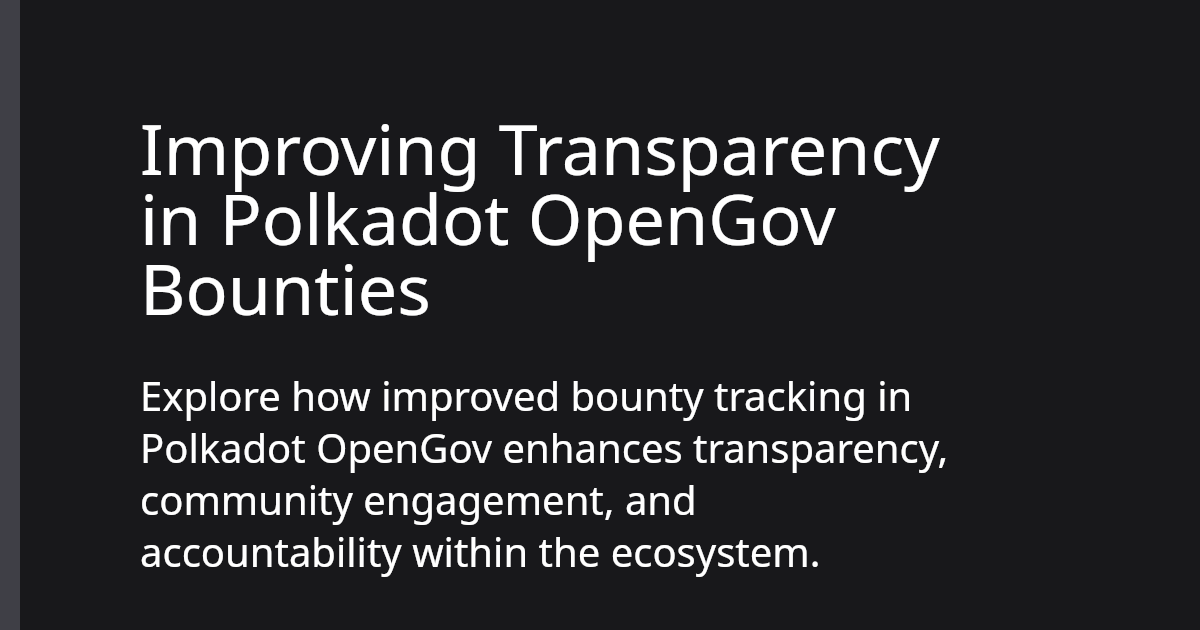 Improving Transparency
in Polkadot OpenGov
Bounties
Explore how improved bounty tracking in
Polkadot OpenGov enhances transparency,
community engagement, and
accountability within the ecosystem.